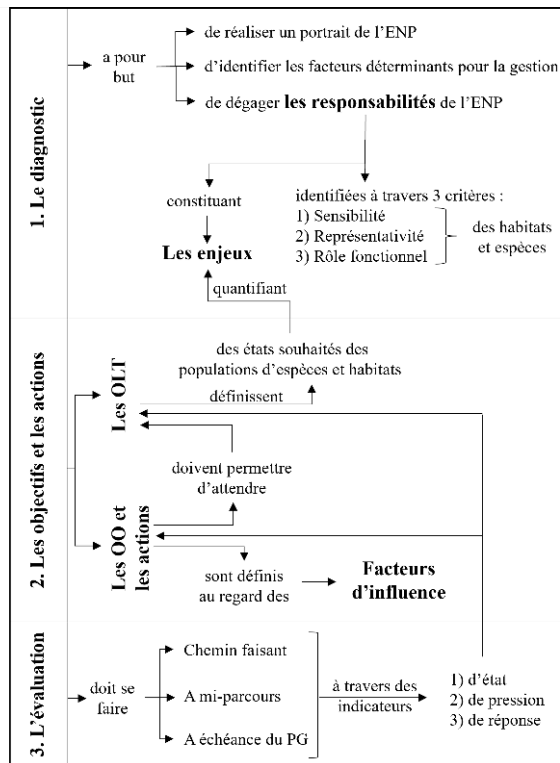 1. Le diagnostic
a pour
but
de réaliser un portrait de l’ENP
d’identifier les facteurs déterminants pour la gestion
de dégager les responsabilités de l’ENP
constituant
Les enjeux
identifiées à travers 3 critères :
1) Sensibilité
2) Représentativité
3) Rôle fonctionnel
des habitats
et espèces
quantifiant
2. Les objectifs et les actions
des états souhaités des
populations d’espèces et habitats
Les OLT
définissent
doivent permettre
d’attendre
Les OO et
les actions
sont définis
au regard des
Facteurs
d’influence
3. L’évaluation
doit se
faire
Chemin faisant
A mi-parcours
A échéance du PG
à travers des
indicateurs
1) d’état
2) de pression
3) de réponse